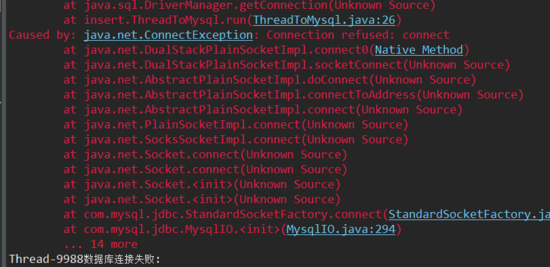 at java.sql.DriverManager.getConnection(Unknown Source)
at insert.ThreadToMysql.run(ThreadToMysql.java:26)
Caused by: java.net.ConnectException: Connection refused: connect
at java.net.DualStackPlainSocketImpl.connect0(Native Method)
at java.net.DualStackPlainSocketImpl.socketConnect(Unknown Source)
at java.net.AbstractPlainSocketImpl.doConnect(Unknown Source)
at java.net.AbstractPlainSocketImpl.connectToAddress(Unknown Source)
at java.net.AbstractPlainSocketImpl.connect(Unknown Source)
at java.net.PlainSocketImpl.connect(Unknown Source)
at java.net.SocksSocketImpl.connect(Unknown Source)
at java.net.Socket.connect(Unknown Source)
at java.net.Socket.connect(Unknown Source)
at java.net.Socket.<init>(Unknown Source)
at java.net.Socket.<init>(Unknown Source)
at com.mysql.jdbc.StandardSocketFactory.connect(StandardSocketFactory.ja
at com.mysql.jdbc.MysqlIO.<init>(MysqlIO.java:294)
... 14 more
Thread-9988数据库连接失败: